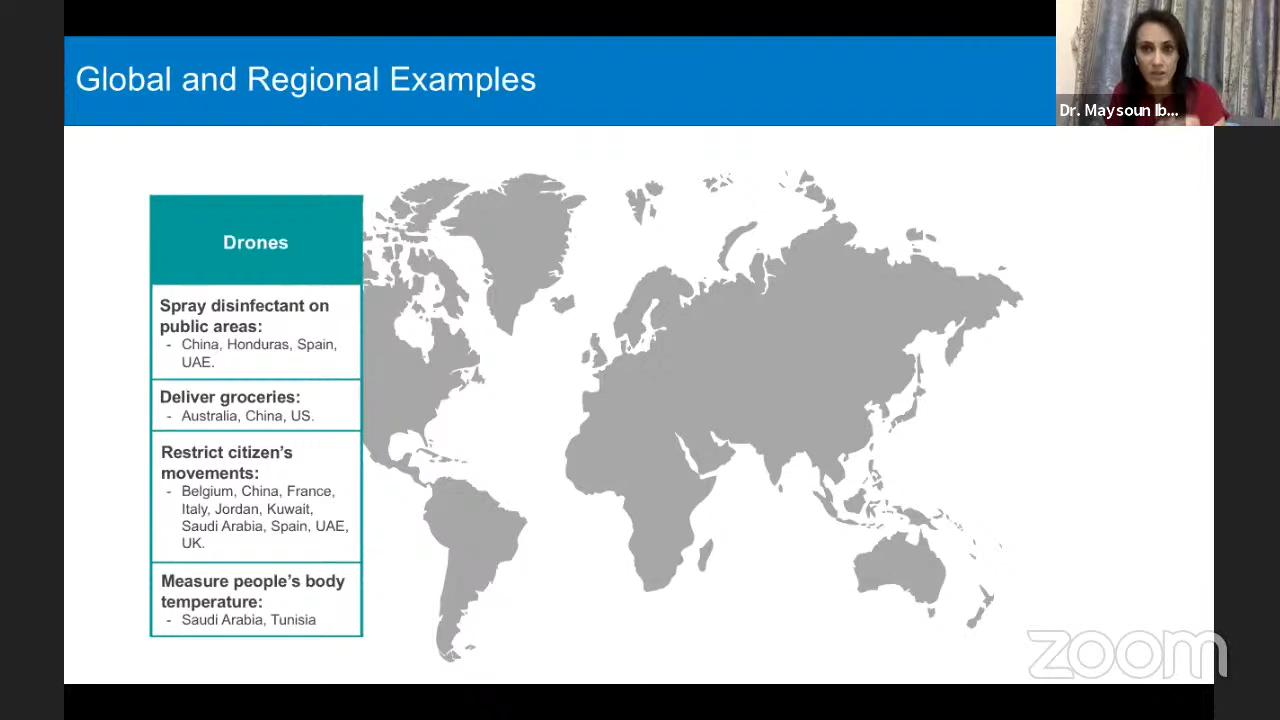 Global and Regional Examples
Dr. Maysoun Ib...
Drones
Spray disinfectant on
public areas:
- China, Honduras, Spain,
UAE.
Deliver groceries:
- Australia, China, US.
Restrict citizen's
movements:
- Belgium, China, France,
Italy, Jordan, Kuwait,
Saudi Arabia, Spain, UAE,
UK.
Measure people's body
temperature:
- Saudi Arabia, Tunisia
zoom